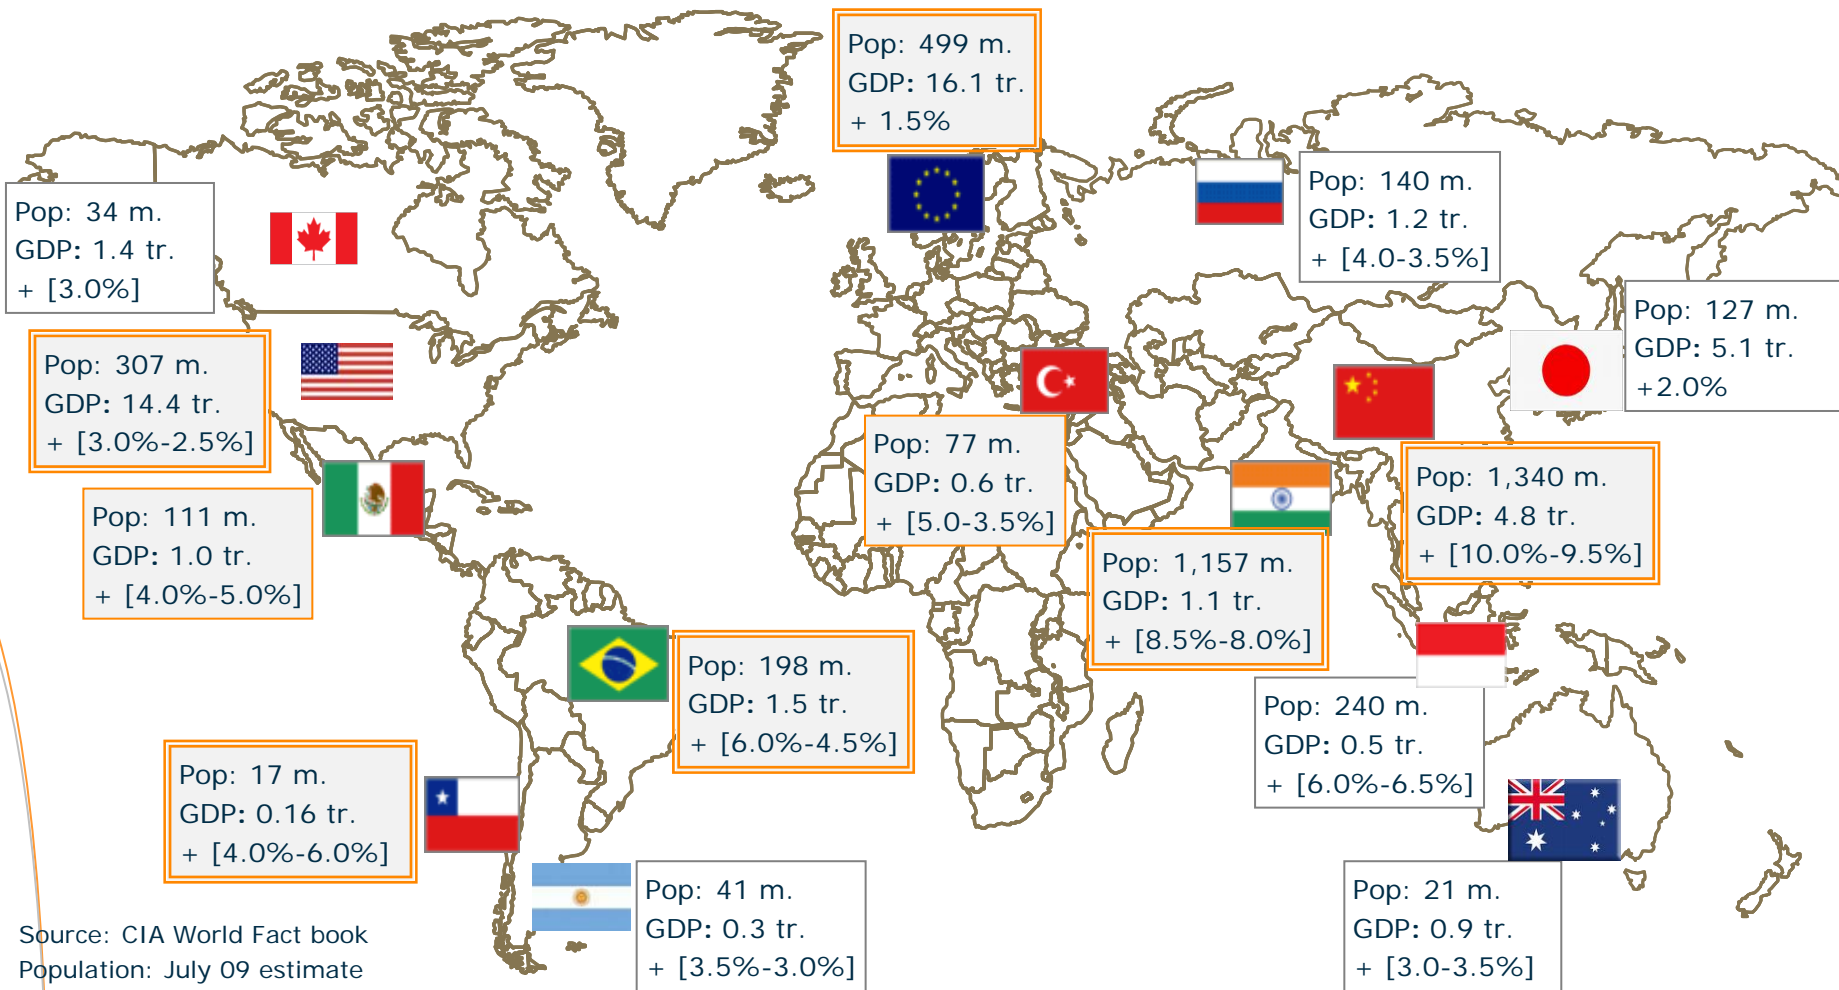 Pop: 499 m.
GDP: 16.1 tr.
+ 1.5%
Pop: 34 m.
GDP: 1.4 tr.
+ [3.0%]
Pop: 140 m.
GDP: 1.2 tr.
+ [4.0-3.5%]
Pop: 127 m.
GDP: 5.1 tr.
+2.0%
Pop: 307 m.
GDP: 14.4 tr.
+ [3.0%-2.5%]
Pop: 77 m.
GDP: 0.6 tr.
+ [5.0-3.5%]
Pop: 1,340 m.
GDP: 4.8 tr.
+ [10.0%-9.5%]
Pop: 111 m.
GDP: 1.0 tr.
+ [4.0%-5.0%]
Pop: 1,157 m.
GDP: 1.1 tr.
+ [8.5%-8.0%]
Pop: 198 m.
GDP: 1.5 tr.
+ [6.0%-4.5%]
Pop: 240 m.
GDP: 0.5 tr.
+ [6.0%-6.5%]
Pop: 17 m.
GDP: 0.16 tr.
+ [4.0%-6.0%]
Pop: 41 m.
GDP: 0.3 tr.
+ [3.5%-3.0%]
Pop: 21 m.
GDP: 0.9 tr.
+ [3.0-3.5%]
Source: CIA World Fact book
Population: July 09 estimate